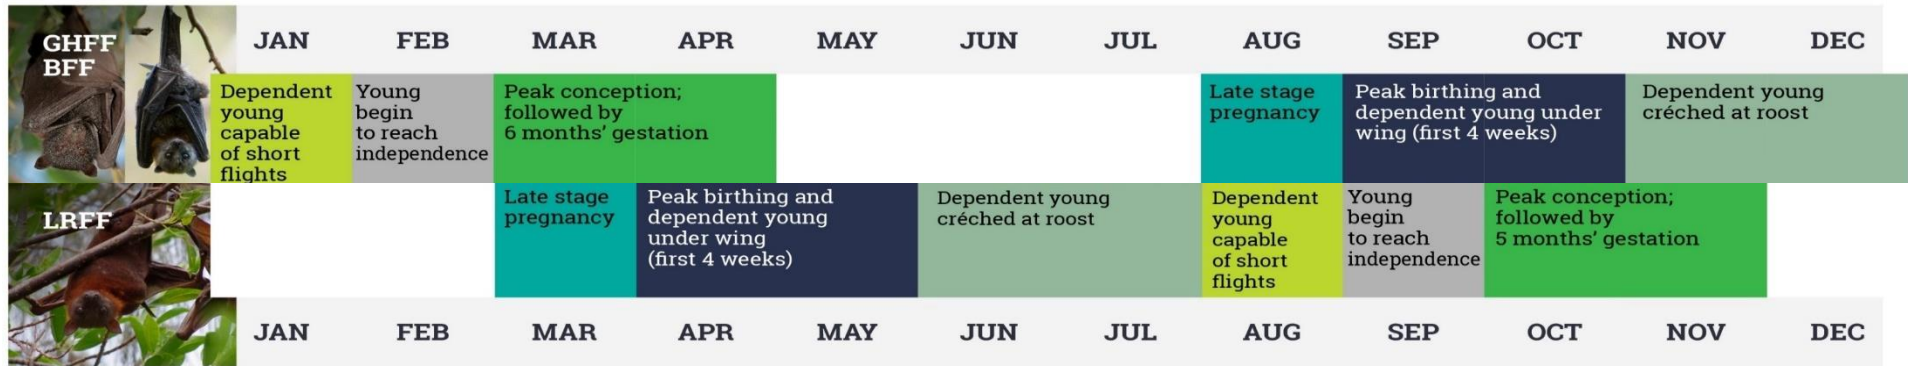 GHFF
BFF
JAN FEB MAR APR MAY JUN JUL AUG SEP OCT NOV DEC
Dependent
young
capable
of short
flights
Young
begin
to reach
independence
Peak conception;
followed by
6 months' gestation
Late stage
pregnancy
Peak birthing and
dependent young under
wing (first 4 weeks)
Dependent young
créched at roost
LRFF
Late stage
pregnancy
Peak birthing and
dependent young
under wing
(first 4 weeks)
Dependent young
créched at roost
Dependent
young
capable
of short
flights
Young
begin
to reach
independence
Peak conception;
followed by
5 months' gestation
JAN FEB MAR APR MAY JUN JUL AUG SEP OCT NOV DEC